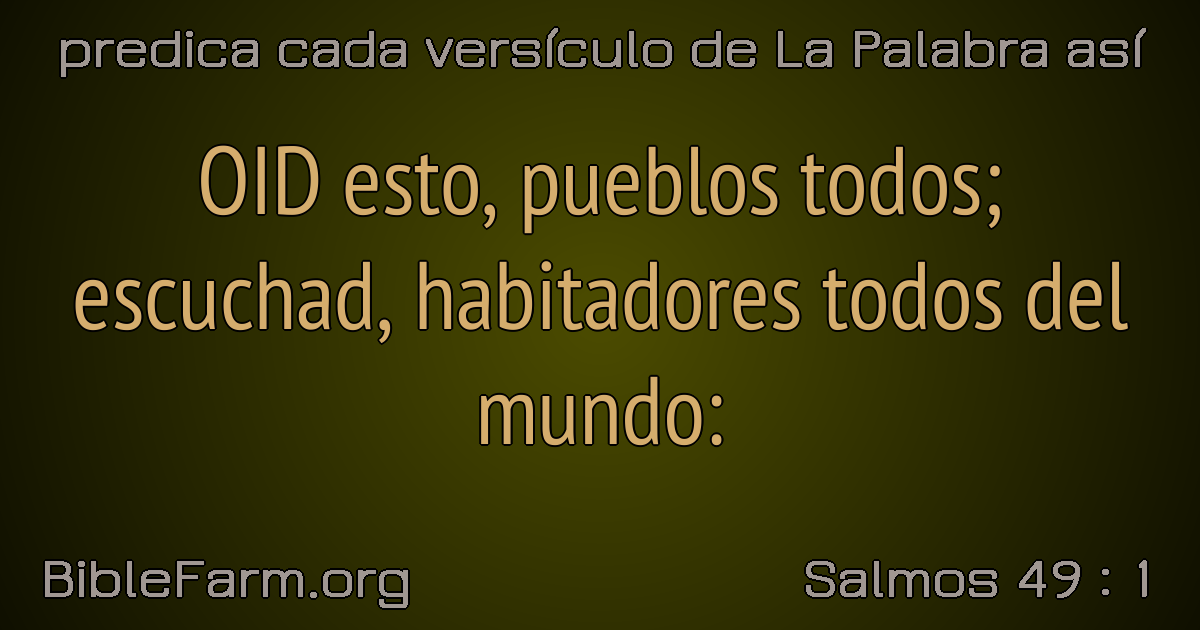 predica cada versículo de La Palabra así
OID esto, pueblos todos;
escuchad, habitadores todos del
mundo:
BibleFarm.org
Salmos 49 : 1